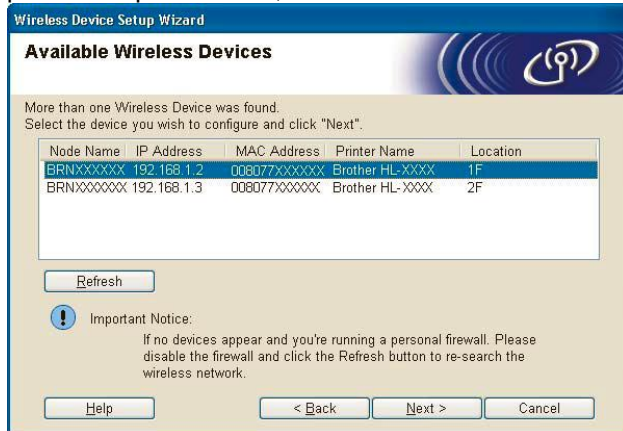 Wireless Device Setup Wizard
Available Wireless Devices
More than one Wireless Device was found.
Select the device you wish to configure and click "Next".
Node Name IP Address MAC Address Printer Name Location
BRNXXXXXX 192.168.1.2 008077XXXXXX Brother HL-XXXX 1F
BRNXXXXXX 192.168.1.3 008077XXXXXX Brother HL-XXXX 2F
Refresh
Important Notice:
If no devices appear and you're running a personal firewall. Please
disable the firewall and click the Refresh button to re-search the
wireless network.
Help < Back Next > Cancel